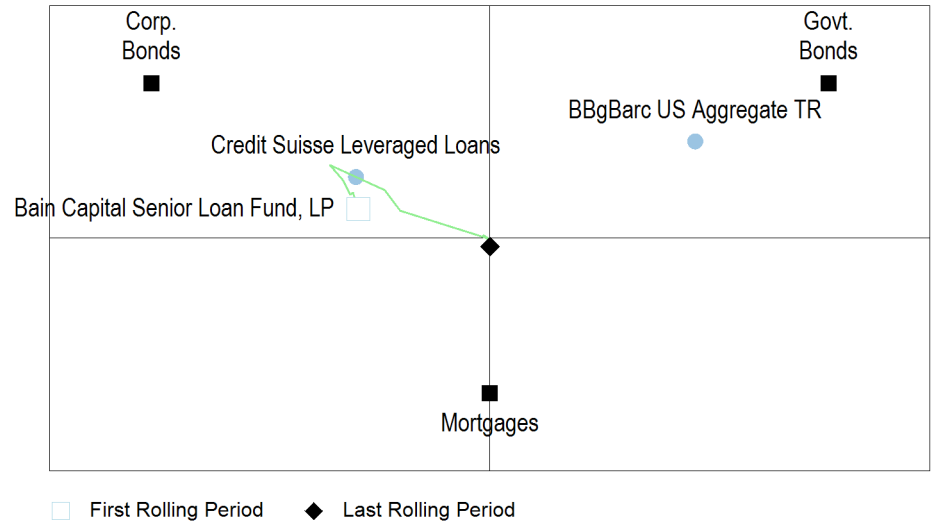 Corp.
Bonds
Govt.
Bonds
BBgBarc US Aggregate TR
Credit Suisse Leveraged Loans
Bain Capital Senior Loan Fund, LP
Mortgages
First Rolling Period
Last Rolling Period